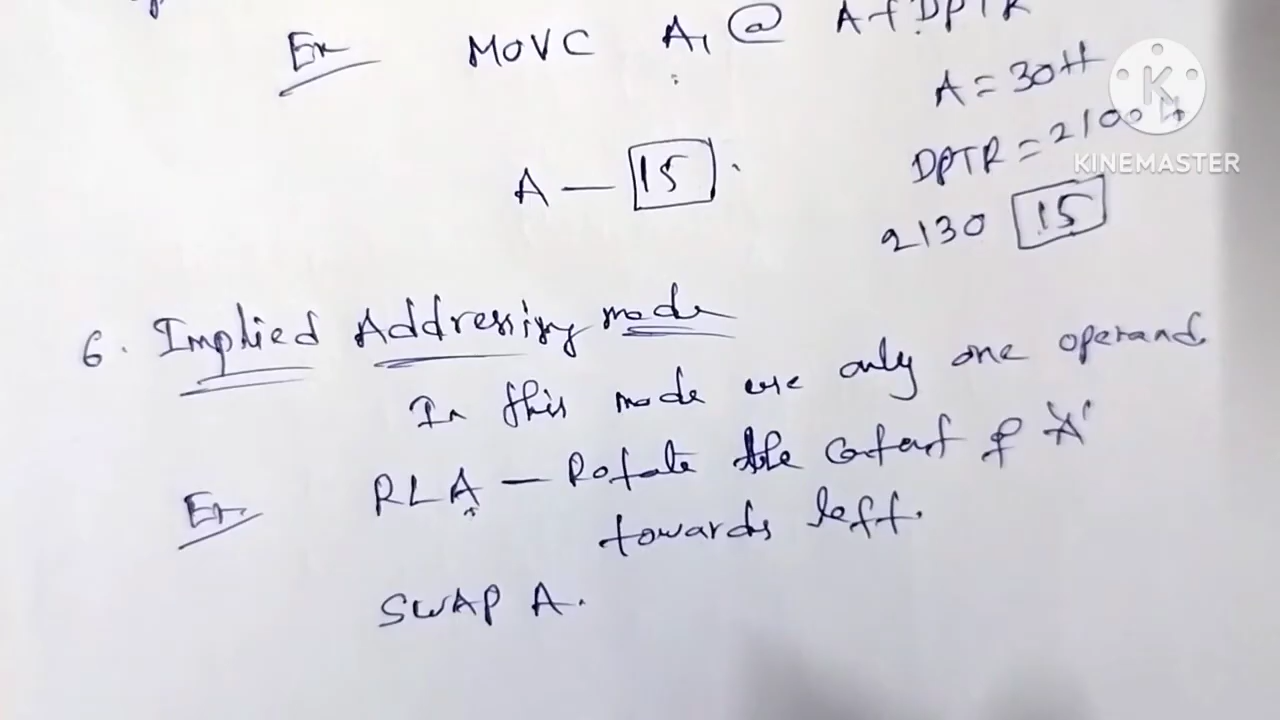 Ex MOVC A, @ A+DPTR
A = 30H
DPTR = 2100H
A — 15
2130 15
KINEMASTER
6. Implied Addressing mode
In this mode use only one operand.
Ex. RLA — Rotate the content of 'A'
towards left.
SWAP A.